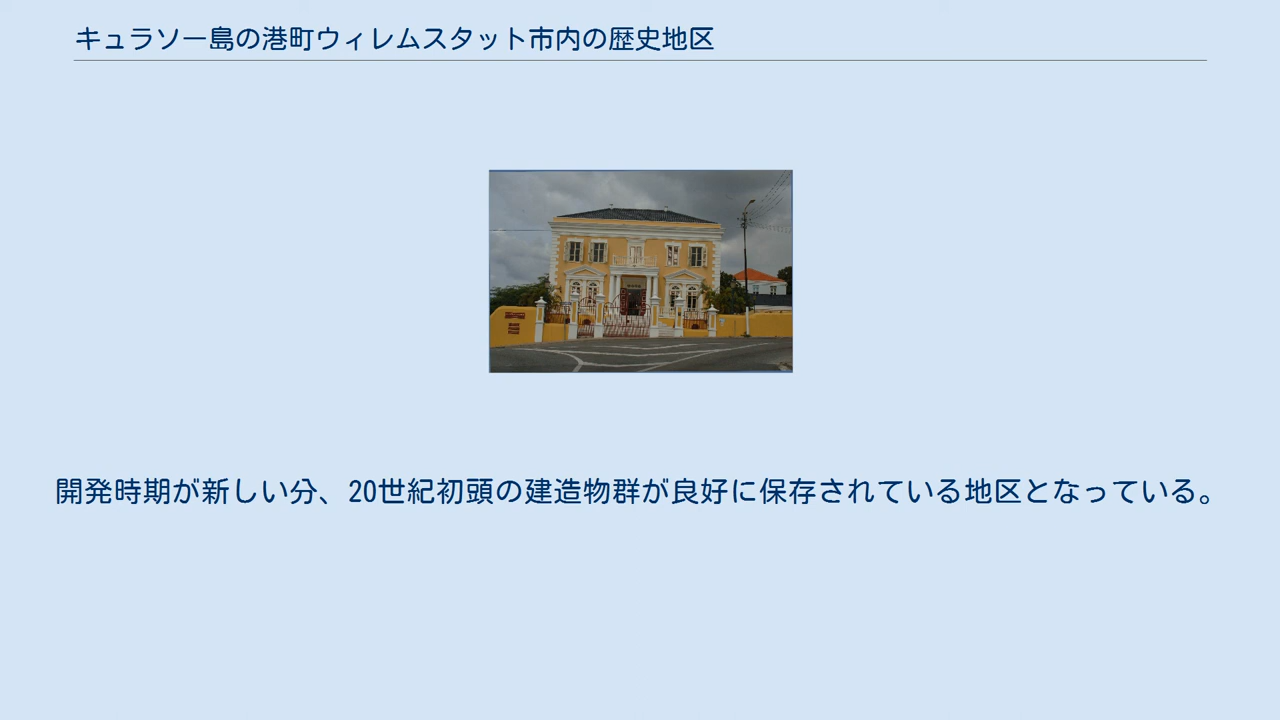 キュラソー島の港町ウィレムスタット市内の歴史地区
開発時期が新しい分、20世紀初頭の建造物群が良好に保存されている地区となっている。